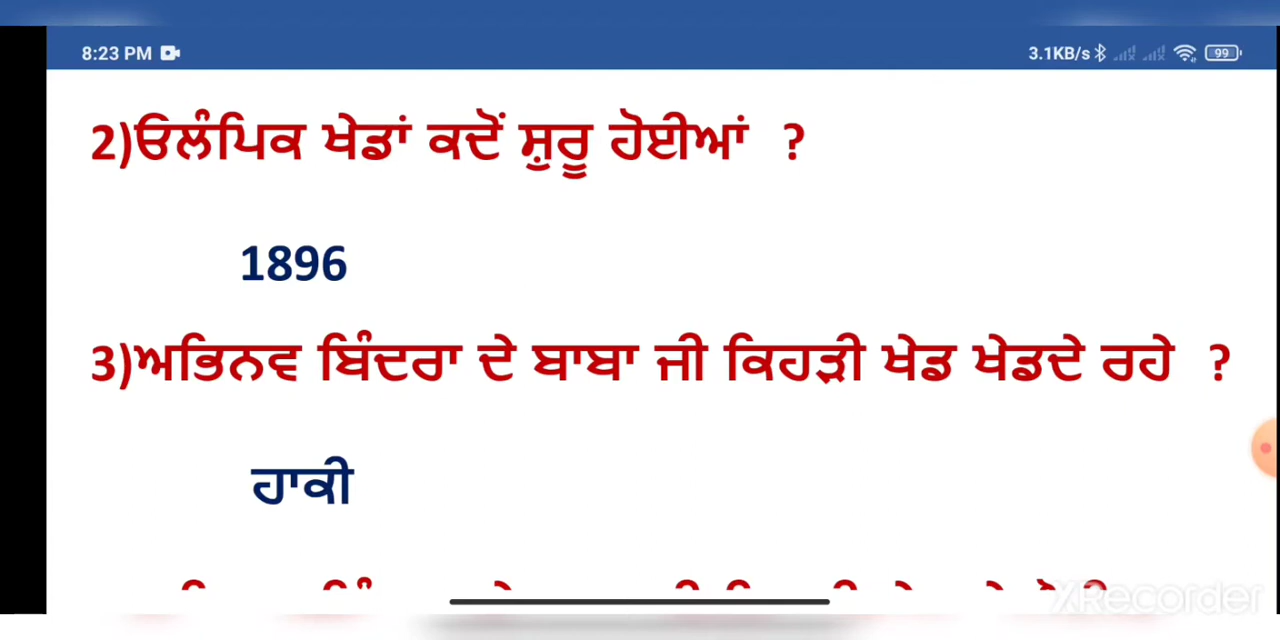 8:23 PM
3.1KB/s 99
2)ਓਲੰਪਿਕ ਖੇਡਾਂ ਕਦੋਂ ਸ਼ੁਰੂ ਹੋਈਆਂ ?
1896
3)ਅਭਿਨਵ ਬਿੰਦਰਾ ਦੇ ਬਾਬਾ ਜੀ ਕਿਹੜੀ ਖੇਡ ਖੇਡਦੇ ਰਹੇ ?
ਹਾਕੀ
XRecorder